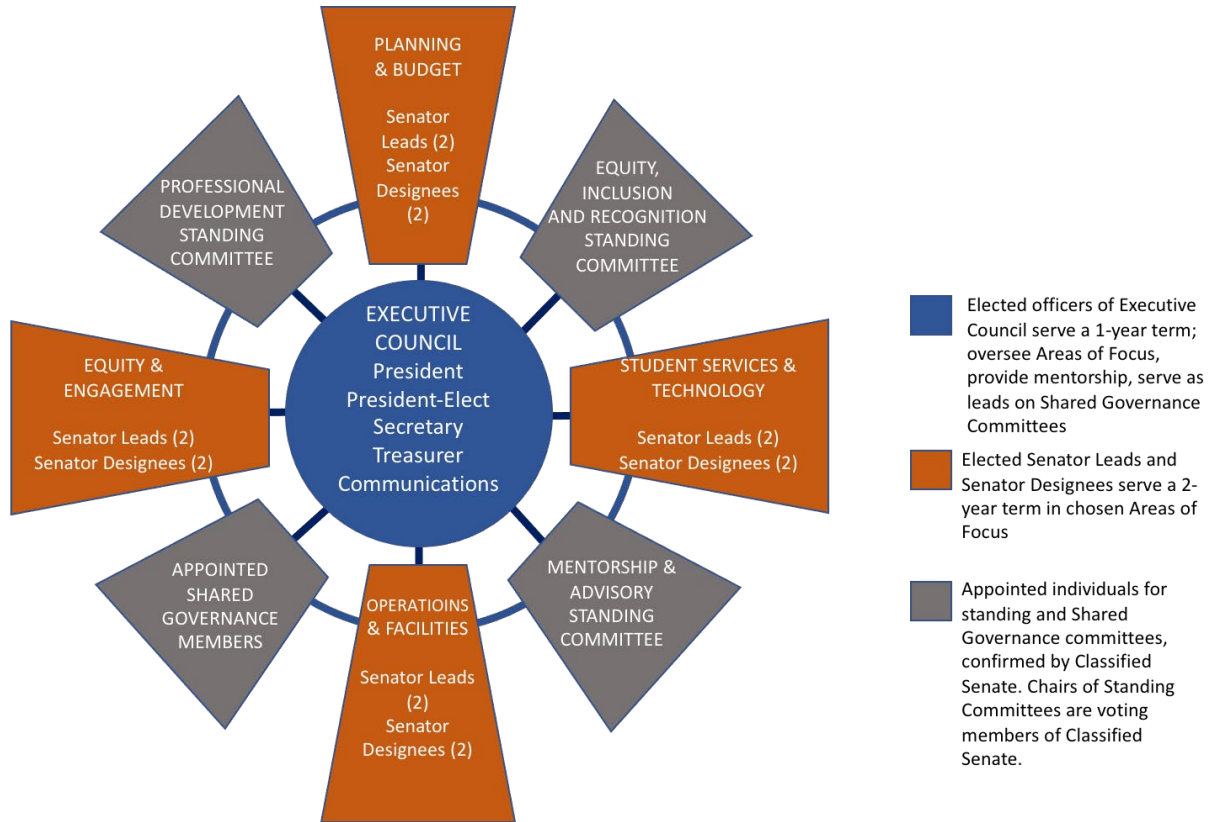 PLANNING
& BUDGET
Senator
Leads (2)
Senator
Designees
(2)
PROFESSIONAL
DEVELOPMENT
STANDING
COMMITTEE
EQUITY,
INCLUSION
AND RECOGNITION
STANDING
COMMITTEE
EQUITY &
ENGAGEMENT
Senator Leads (2)
Senator Designees (2)
EXECUTIVE
COUNCIL
President
President-Elect
Secretary
Treasurer
Communications
STUDENT SERVICES &
TECHNOLOGY
Senator Leads (2)
Senator Designees (2)
APPOINTED
SHARED
GOVERNANCE
MEMBERS
OPERATIOINS
& FACILITIES
Senator Leads
(2)
Senator
Designees (2)
MENTORSHIP &
ADVISORY
STANDING
COMMITTEE
Elected officers of Executive
Council serve a 1-year term;
oversee Areas of Focus,
provide mentorship, serve as
leads on Shared Governance
Committees
Elected Senator Leads and
Senator Designees serve a 2-
year term in chosen Areas of
Focus
Appointed individuals for
standing and Shared
Governance committees,
confirmed by Classified
Senate. Chairs of Standing
Committees are voting
members of Classified
Senate.